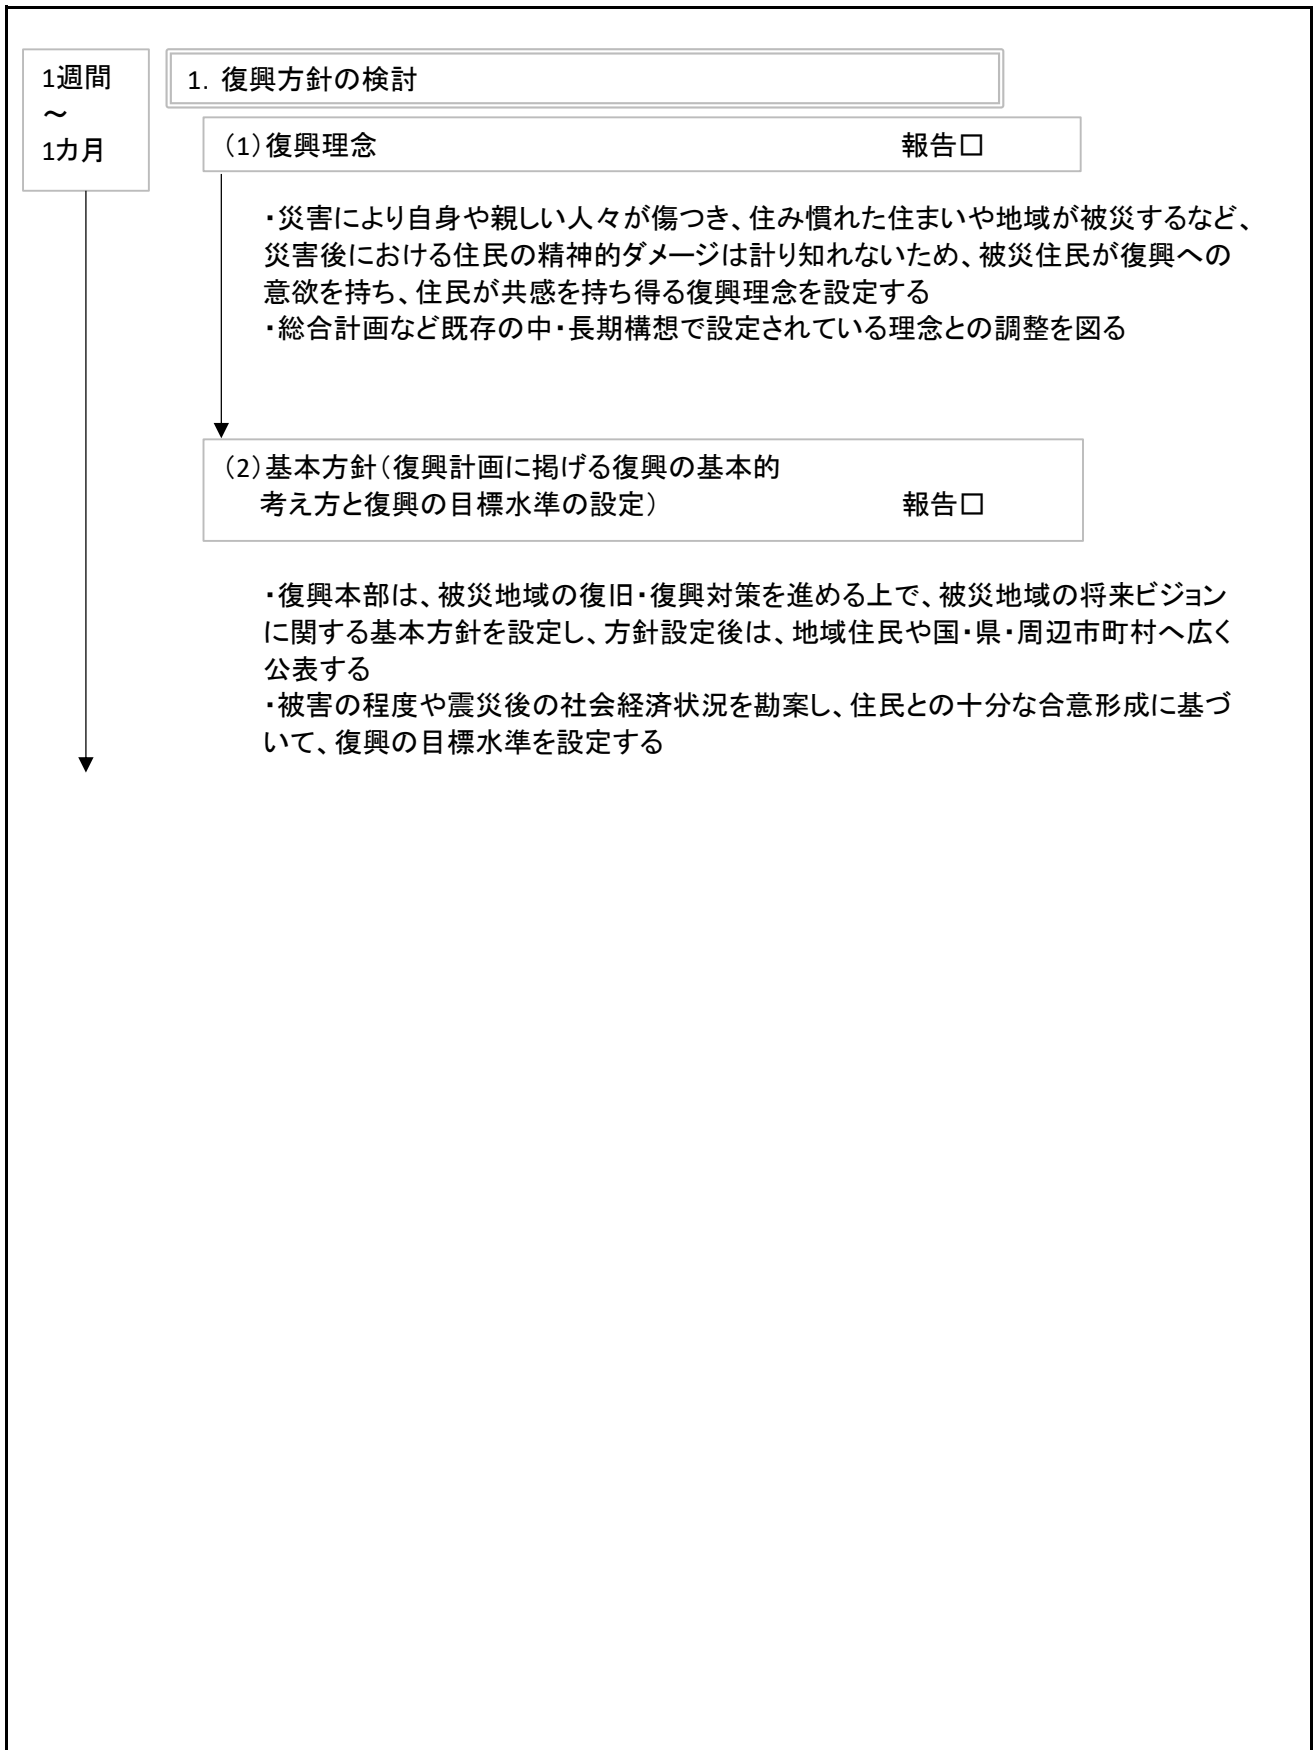 1週間
～
1カ月
1．復興方針の検討
（1）復興理念 報告□
・災害により自身や親しい人々が傷つき、住み慣れた住まいや地域が被災するなど、
災害後における住民の精神的ダメージは計り知れないため、被災住民が復興への
意欲を持ち、住民が共感を持ち得る復興理念を設定する
・総合計画など既存の中・長期構想で設定されている理念との調整を図る
（2）基本方針（復興計画に掲げる復興の基本的
考え方と復興の目標水準の設定） 報告□
・復興本部は、被災地域の復旧・復興対策を進める上で、被災地域の将来ビジョン
に関する基本方針を設定し、方針設定後は、地域住民や国・県・周辺市町村へ広く
公表する
・被害の程度や震災後の社会経済状況を勘案し、住民との十分な合意形成に基づ
いて、復興の目標水準を設定する